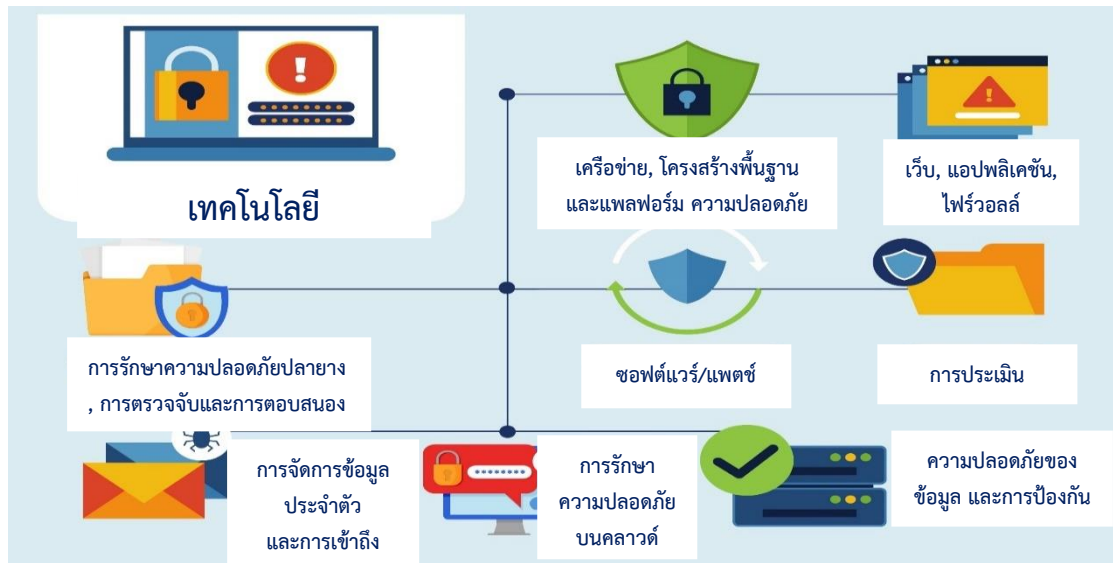 เทคโนโลยี
เครือข่าย, โครงสร้างพื้นฐาน
และแพลฟอร์ม ความปลอดภัย
เว็บ, แอปพลิเคชัน,
ไฟร์วอลล์
การรักษาความปลอดภัยปลายาง
, การตรวจจับและการตอบสนอง
ซอฟต์แวร์/แพตช์
การประเมิน
การจัดการข้อมูล
ประจำตัว
และการเข้าถึง
การรักษา
ความปลอดภัย
บนคลาวด์
ความปลอดภัยของ
ข้อมูล และการป้องกัน